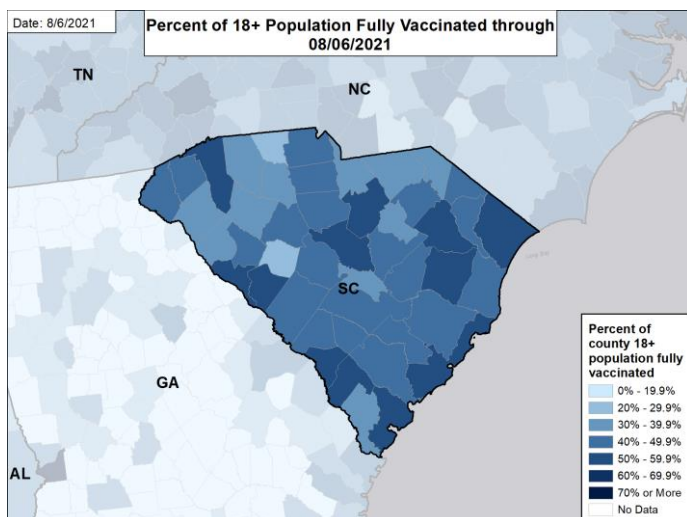 Date: 8/6/2021
Percent of 18+ Population Fully Vaccinated through
08/06/2021
TN
NC
SC
GA
AL
Percent of
county 18+
population fully
vaccinated
0% - 19.9%
20% - 29.9%
30% - 39.9%
40% - 49.9%
50% - 59.9%
60% - 69.9%
70% or More
No Data